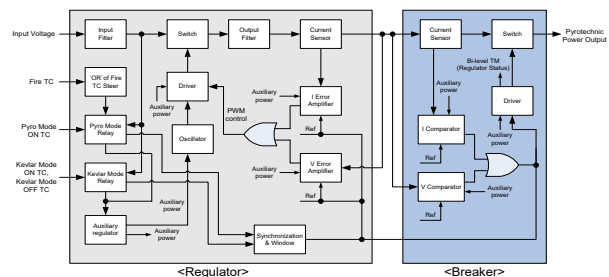 Input Voltage
Input
Filter
Switch
Output
Filter
Current
Sensor
Current
Sensor
Switch
Pyrotechnic
Power Output
Fire TC
'OR' of Fire
TC Steer
Auxiliary
power
Driver
PWM
control
Auxiliary
power
I Error
Amplifier
Ref
Bi-level TM
(Regulator Status)
Auxiliary
power
Driver
Auxiliary
power
Pyro Mode
ON TC
Pyro Mode
Relay
Oscillator
I Comparator
Ref
Kevlar Mode
ON TC,
Kevlar Mode
OFF TC
Kevlar Mode
Relay
Auxiliary
power
Auxiliary
power
V Error
Amplifier
Ref
V Comparator
Auxiliary
power
Ref
Auxiliary
regulator
Auxiliary
power
Synchronization
& Window
<Regulator>
<Breaker>